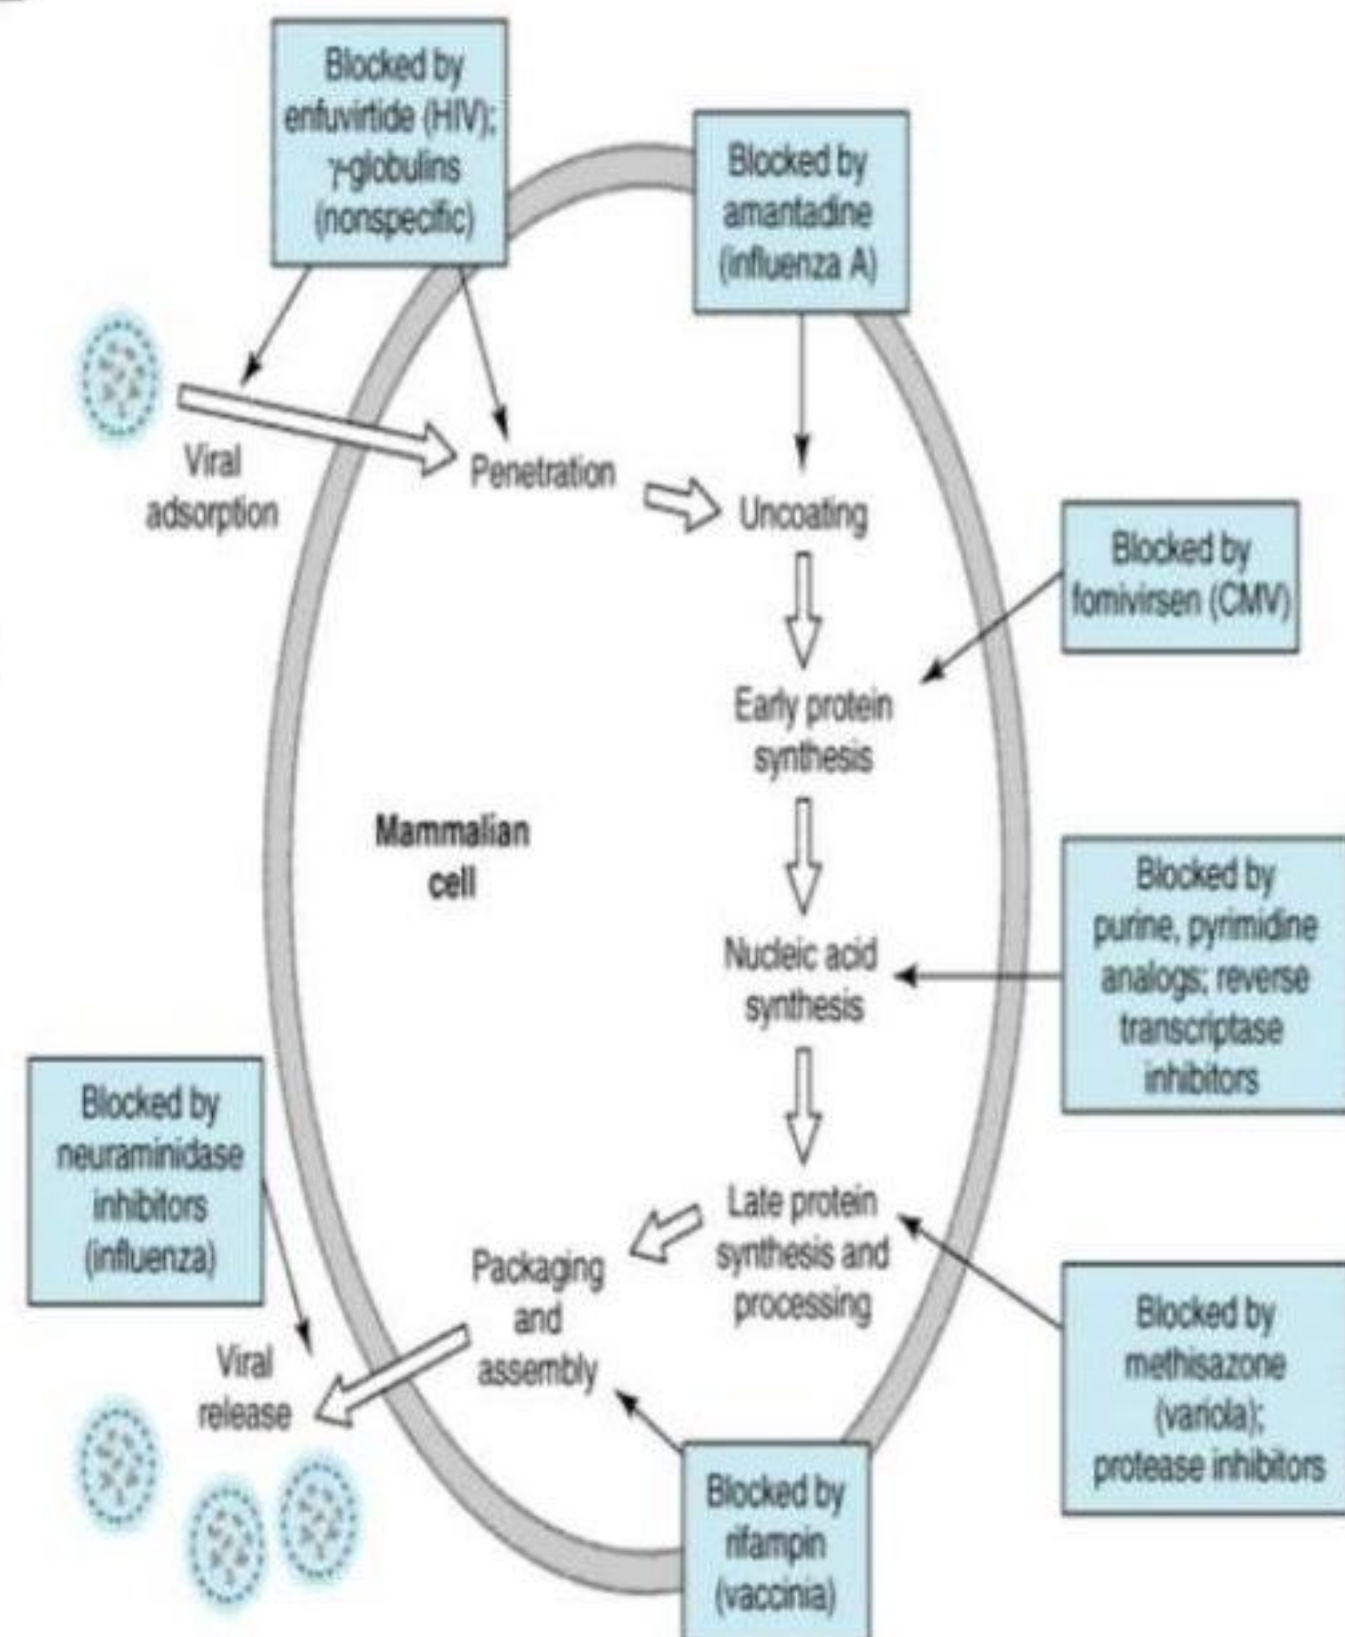 Blocked by
enfuvirtide (HIV);
γ-globulins
(nonspecific)
Blocked by
amantadine
(influenza A)
Viral
adsorption
Penetration
Uncoating
Blocked by
fomivirsen (CMV)
Early protein
synthesis
Mammalian
cell
Blocked by
purine, pyrimidine
analogs; reverse
transcriptase
inhibitors
Nucleic acid
synthesis
Blocked by
neuraminidase
inhibitors
(influenza)
Late protein
synthesis and
processing
Packaging
and
assembly
Blocked by
methisazone
(variola);
protease inhibitors
Viral
release
Blocked by
rifampin
(vaccinia)